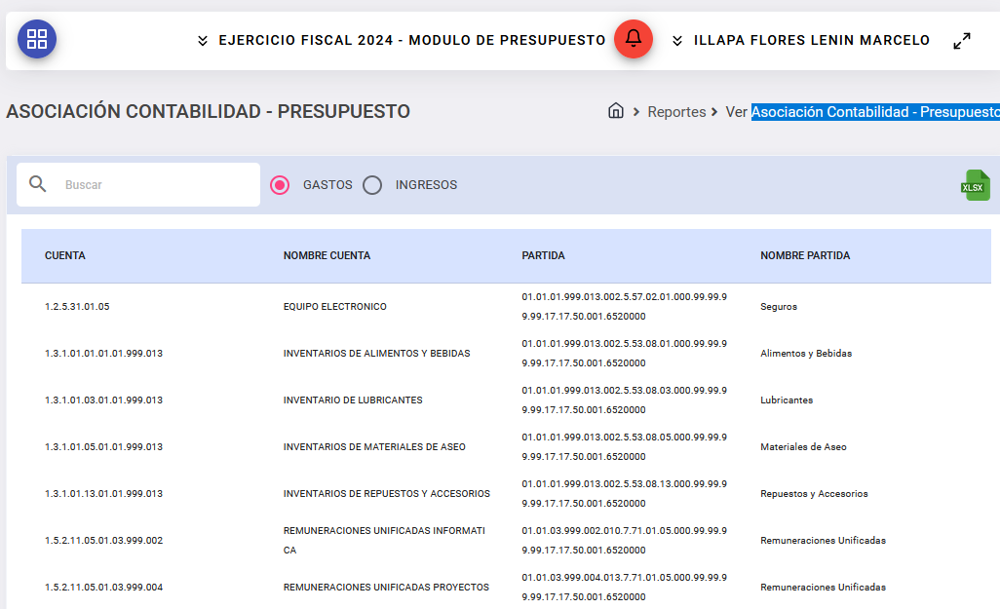 EJERCICIO FISCAL 2024 - MODULO DE PRESUPUESTO
ILLAPA FLORES LENIN MARCELO
ASOCIACIÓN CONTABILIDAD - PRESUPUESTO
Reportes
Ver Asociación Contabilidad - Presupuesto
Buscar
GASTOS
INGRESOS
XLSX
CUENTA
NOMBRE CUENTA
PARTIDA
NOMBRE PARTIDA
1.2.5.31.01.05
EQUIPO ELECTRONICO
01.01.01.999.013.002.5.57.02.01.000.99.99.9
9.99.17.17.50.001.6520000
Seguros
1.3.1.01.01.01.01.999.013
INVENTARIOS DE ALIMENTOS Y BEBIDAS
01.01.01.999.013.002.5.53.08.01.000.99.99.9
9.99.17.17.50.001.6520000
Alimentos y Bebidas
1.3.1.01.03.01.01.999.013
INVENTARIO DE LUBRICANTES
01.01.01.999.013.002.5.53.08.03.000.99.99.9
9.99.17.17.50.001.6520000
Lubricantes
1.3.1.01.05.01.01.999.013
INVENTARIOS DE MATERIALES DE ASEO
01.01.01.999.013.002.5.53.08.05.000.99.99.9
9.99.17.17.50.001.6520000
Materiales de Aseo
1.3.1.01.13.01.01.999.013
INVENTARIOS DE REPUESTOS Y ACCESORIOS
01.01.01.999.013.002.5.53.08.13.000.99.99.9
9.99.17.17.50.001.6520000
Repuestos y Accesorios
1.5.2.11.05.01.03.999.002
REMUNERACIONES UNIFICADAS INFORMATI
CA
01.01.03.999.002.010.7.71.01.05.000.99.99.9
9.99.17.17.50.001.6520000
Remuneraciones Unificadas
1.5.2.11.05.01.03.999.004
REMUNERACIONES UNIFICADAS PROYECTOS
01.01.03.999.004.013.7.71.01.05.000.99.99.9
9.99.17.17.50.001.6520000
Remuneraciones Unificadas